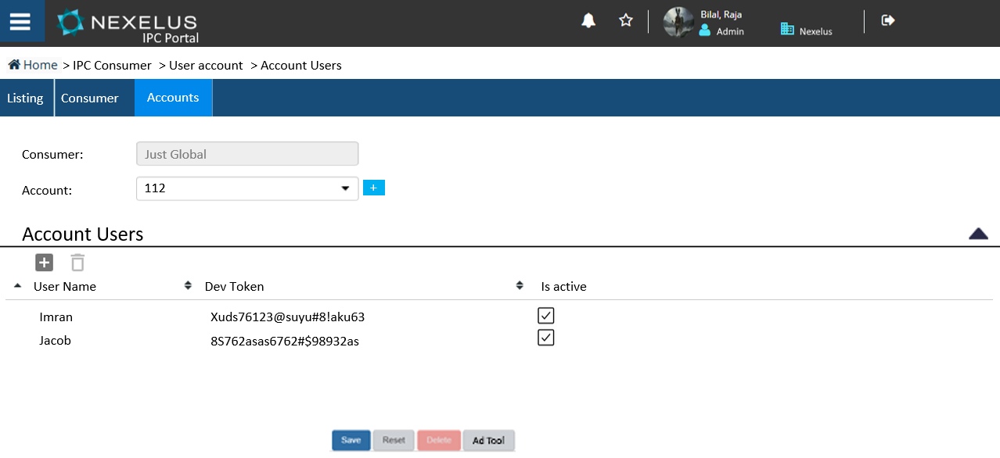 NEXELUS
IPC Portal
Bilal, Raja
Admin
Nexelus
Home > IPC Consumer > User account > Account Users
Listing Consumer Accounts
Consumer: Just Global
Account: 112 +
Account Users
User Name Dev Token Is active
Imran Xuds76123@suyu#8!aku63
Jacob 8S762asas6762#$98932as
Save Reset Delete Ad Tool